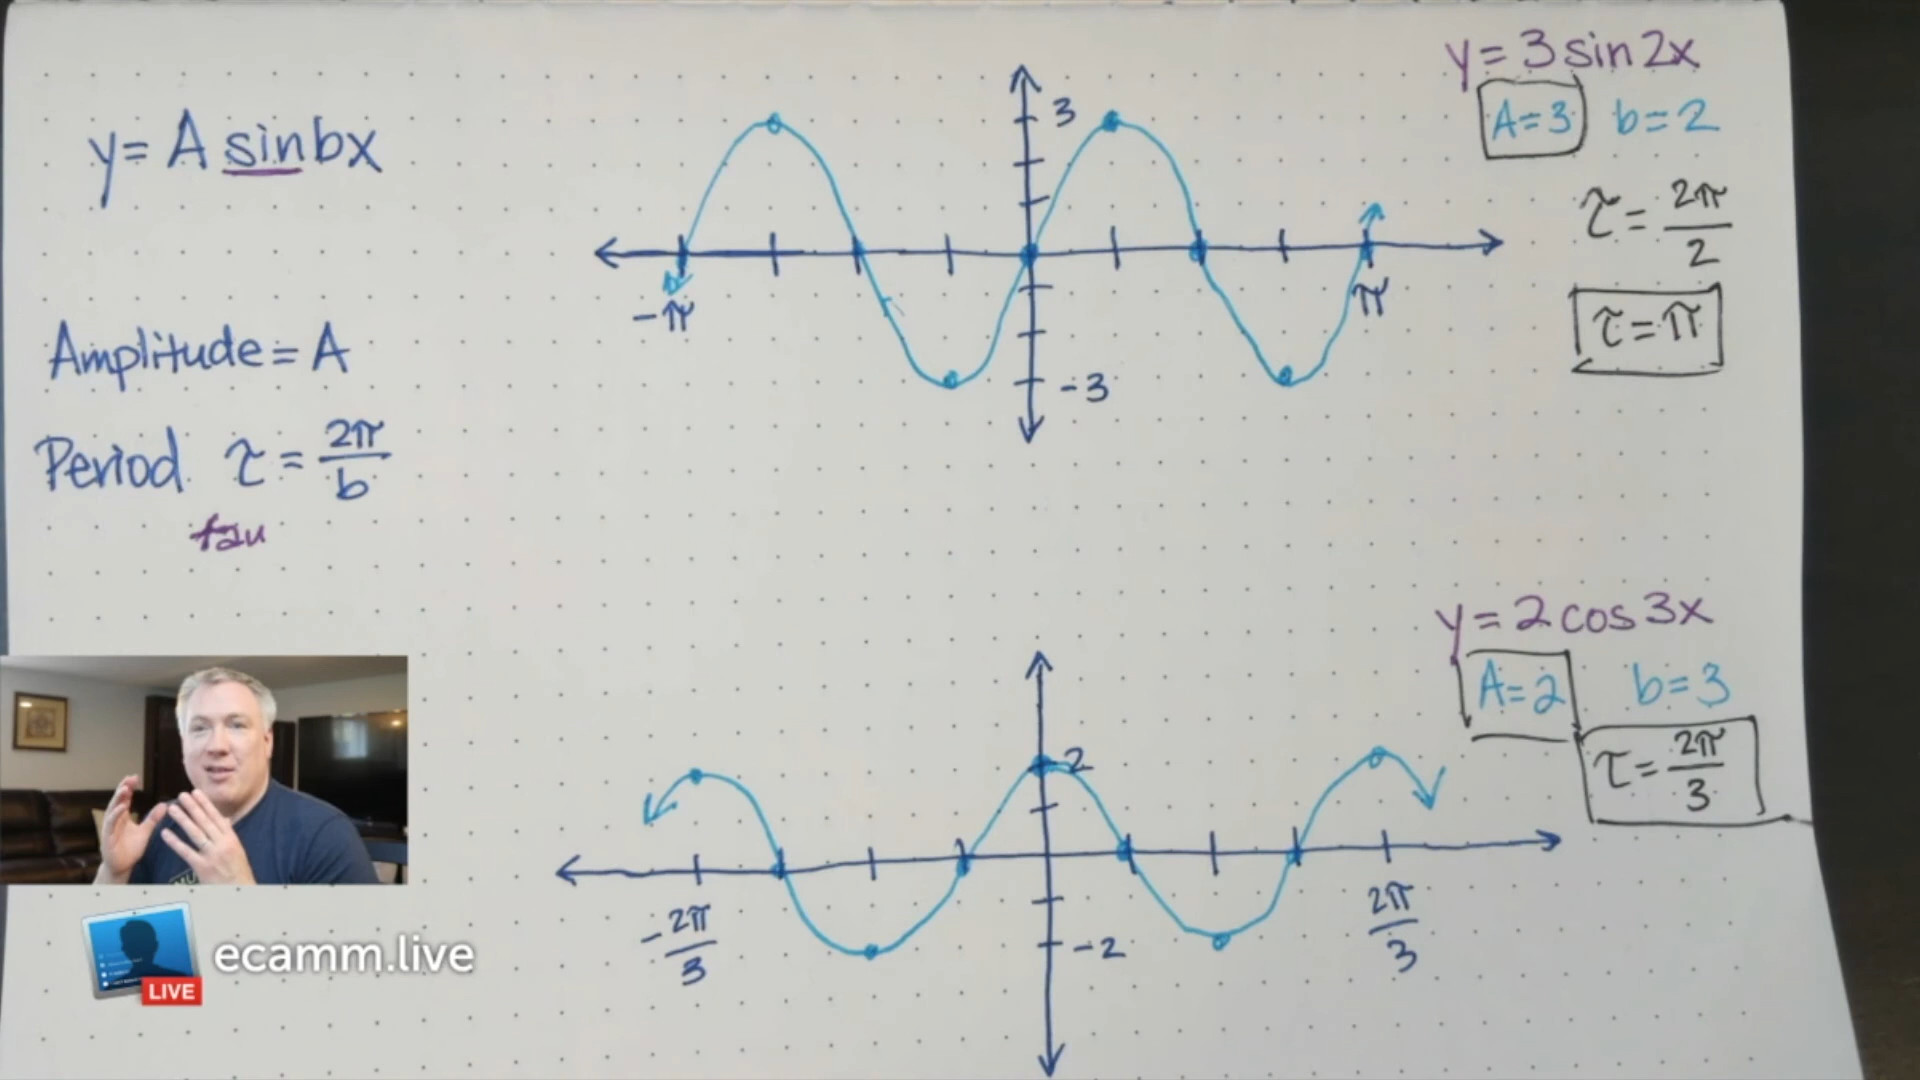 y = A sin bx
Amplitude = A
Period τ = 2π/b
tau
3
-π
π
-3
y = 3 sin 2x
A = 3
b = 2
τ = 2π/2
τ = π
y = 2 cos 3x
A = 2
b = 3
τ = 2π/3
2
-2π/3
2π/3
-2
ecamm.live
LIVE